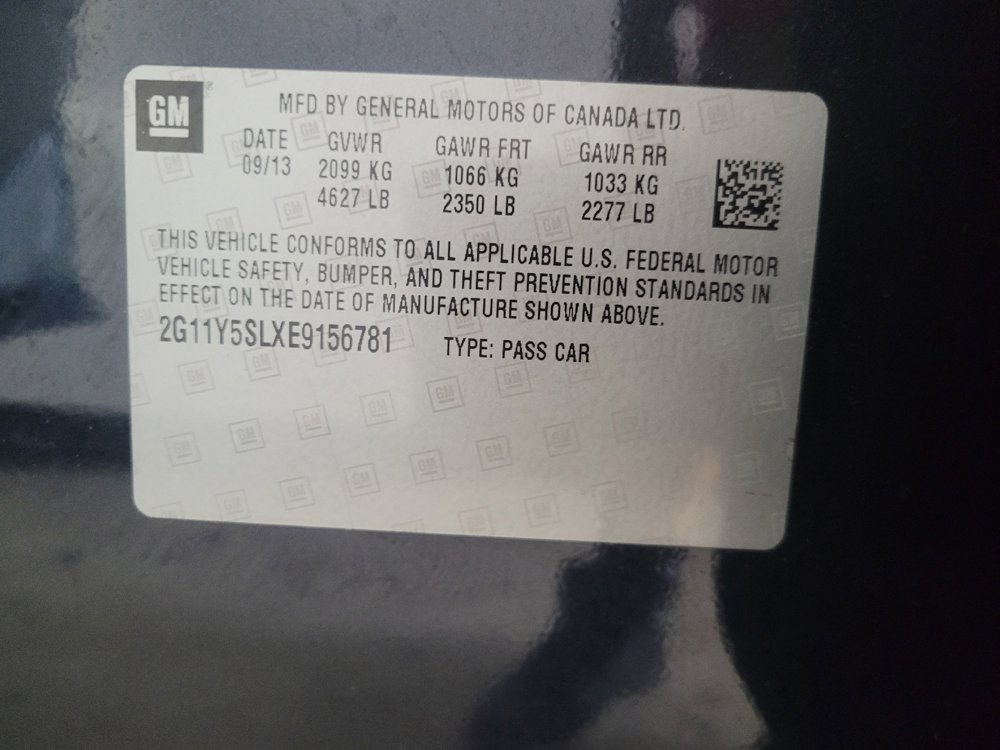 GM
MFD BY GENERAL MOTORS OF CANADA LTD.
DATE GVWR GAWR FRT GAWR RR
09/13 2099 KG 1066 KG 1033 KG
4627 LB 2350 LB 2277 LB
THIS VEHICLE CONFORMS TO ALL APPLICABLE U.S. FEDERAL MOTOR
VEHICLE SAFETY, BUMPER, AND THEFT PREVENTION STANDARDS IN
EFFECT ON THE DATE OF MANUFACTURE SHOWN ABOVE.
2G11Y5SLXE9156781 TYPE: PASS CAR